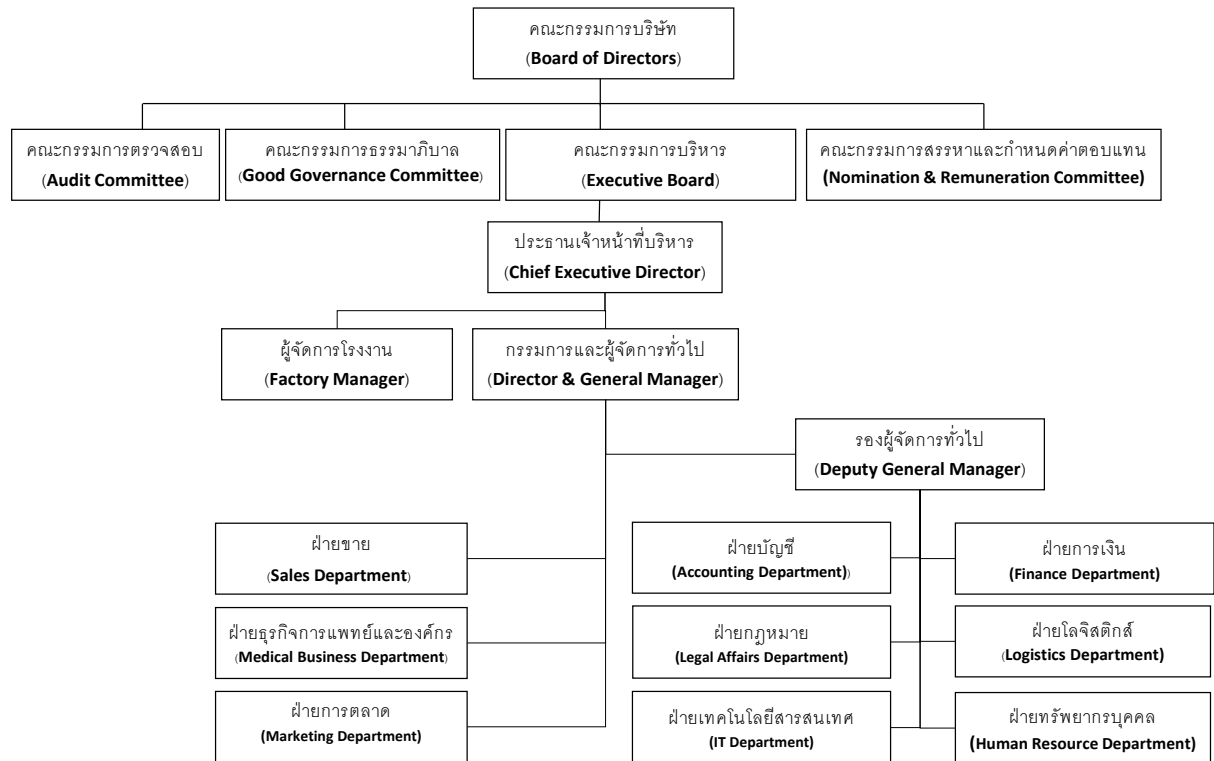 คณะกรรมการบริษัท
(Board of Directors)
คณะกรรมการตรวจสอบ
(Audit Committee)
คณะกรรมการธรรมาภิบาล
(Good Governance Committee)
คณะกรรมการบริหาร
(Executive Board)
คณะกรรมการสรรหาและกำหนดค่าตอบแทน
(Nomination & Remuneration Committee)
ประธานเจ้าหน้าที่บริหาร
(Chief Executive Director)
ผู้จัดการโรงงาน
(Factory Manager)
กรรมการและผู้จัดการทั่วไป
(Director & General Manager)
รองผู้จัดการทั่วไป
(Deputy General Manager)
ฝ่ายขาย
(Sales Department)
ฝ่ายบัญชี
(Accounting Department)
ฝ่ายการเงิน
(Finance Department)
ฝ่ายธุรกิจการแพทย์และองค์กร
(Medical Business Department)
ฝ่ายกฎหมาย
(Legal Affairs Department)
ฝ่ายโลจิสติกส์
(Logistics Department)
ฝ่ายการตลาด
(Marketing Department)
ฝ่ายเทคโนโลยีสารสนเทศ
(IT Department)
ฝ่ายทรัพยากรบุคคล
(Human Resource Department)